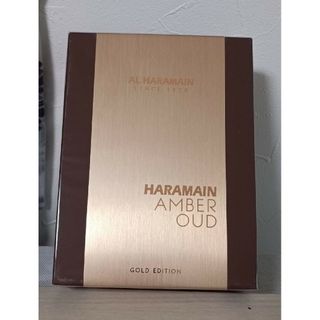 AL HARAMAIN
SINCE 1970
HARAMAIN
AMBER
OUD
GOLD EDITION